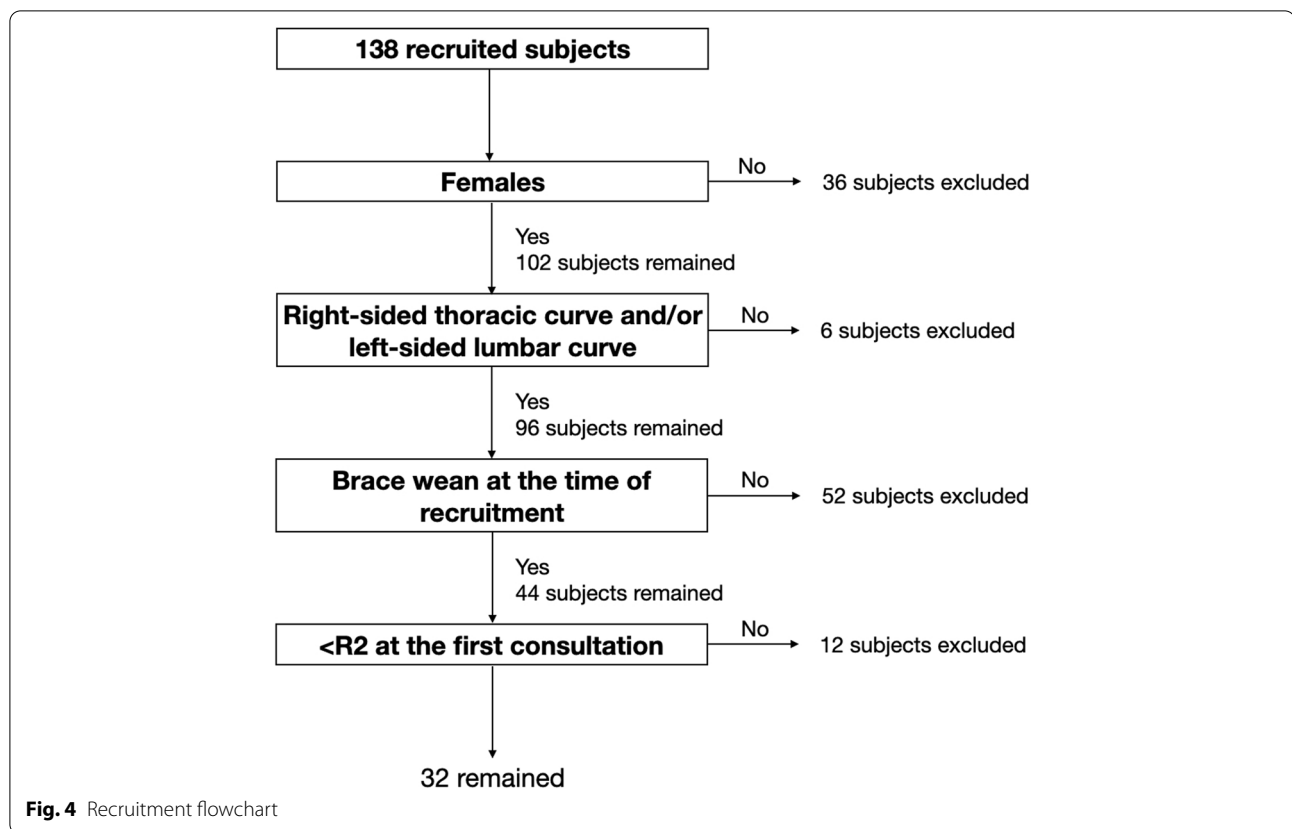 138 recruited subjects
Females
No
36 subjects excluded
Yes
102 subjects remained
Right-sided thoracic curve and/or
left-sided lumbar curve
No
6 subjects excluded
Yes
96 subjects remained
Brace wean at the time of
recruitment
No
52 subjects excluded
Yes
44 subjects remained
<R2 at the first consultation
No
12 subjects excluded
32 remained
Fig. 4 Recruitment flowchart